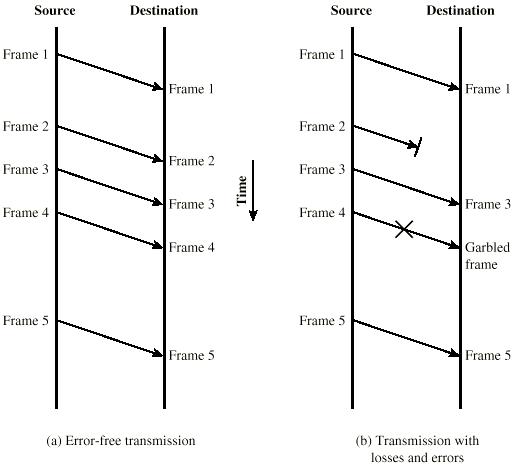 Source Destination
Frame 1
Frame 1
Frame 2
Frame 2
Frame 3
Frame 3
Frame 4
Frame 4
Frame 5
Frame 5
(a) Error-free transmission
Time
Source Destination
Frame 1
Frame 1
Frame 2
Frame 3
Frame 3
Frame 4
Garbled
frame
Frame 5
Frame 5
(b) Transmission with
losses and errors